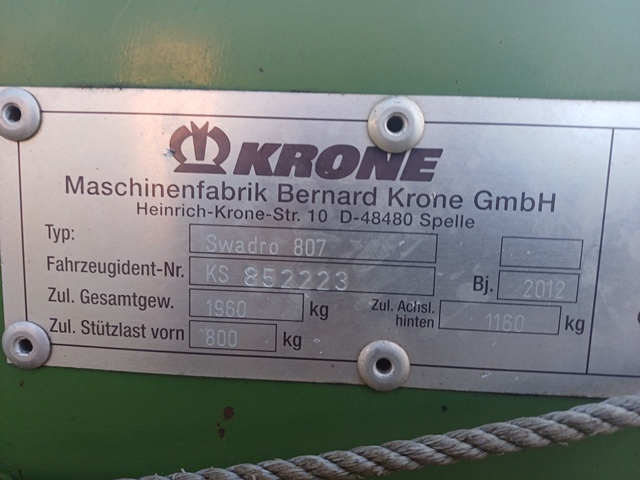 KRONE
Maschinenfabrik Bernard Krone GmbH
Heinrich-Krone-Str. 10 D-48480 Spelle
Typ: Swadro 807
Fahrzeugident-Nr. KS 852223 Bj. 2012
Zul. Gesamtgew. 1960 kg Zul. Achsl. hinten 1160 kg
Zul. Stützlast vorn 800 kg